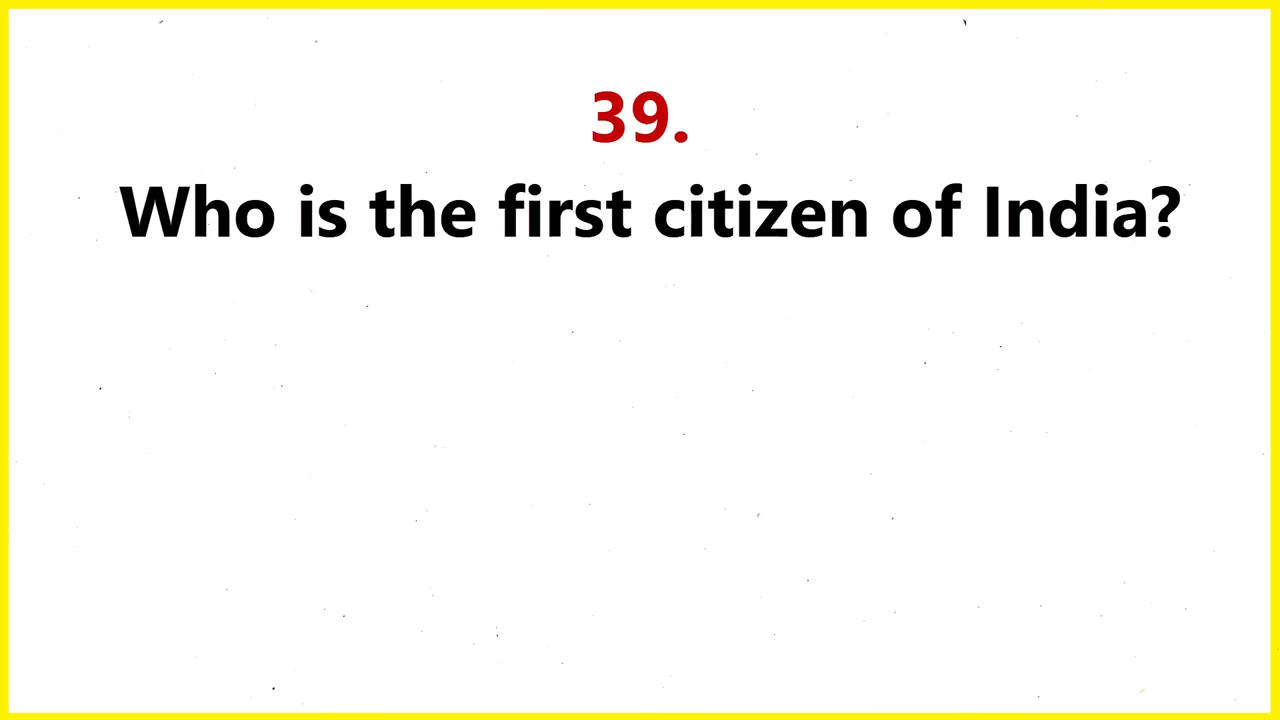 39.
Who is the first citizen of India?